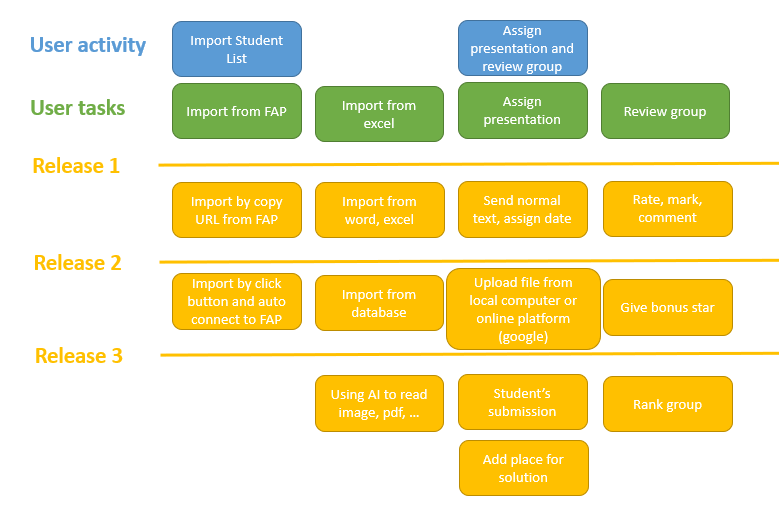 User activity
Import Student
List
Assign
presentation and
review group
User tasks
Import from FAP
Import from
excel
Assign
presentation
Review group
Release 1
Import by copy
URL from FAP
Import from
word, excel
Send normal
text, assign date
Rate, mark,
comment
Release 2
Import by click
button and auto
connect to FAP
Import from
database
Upload file from
local computer or
online platform
(google)
Give bonus star
Release 3
Using AI to read
image, pdf, ...
Student’s
submission
Rank group
Add place for
solution